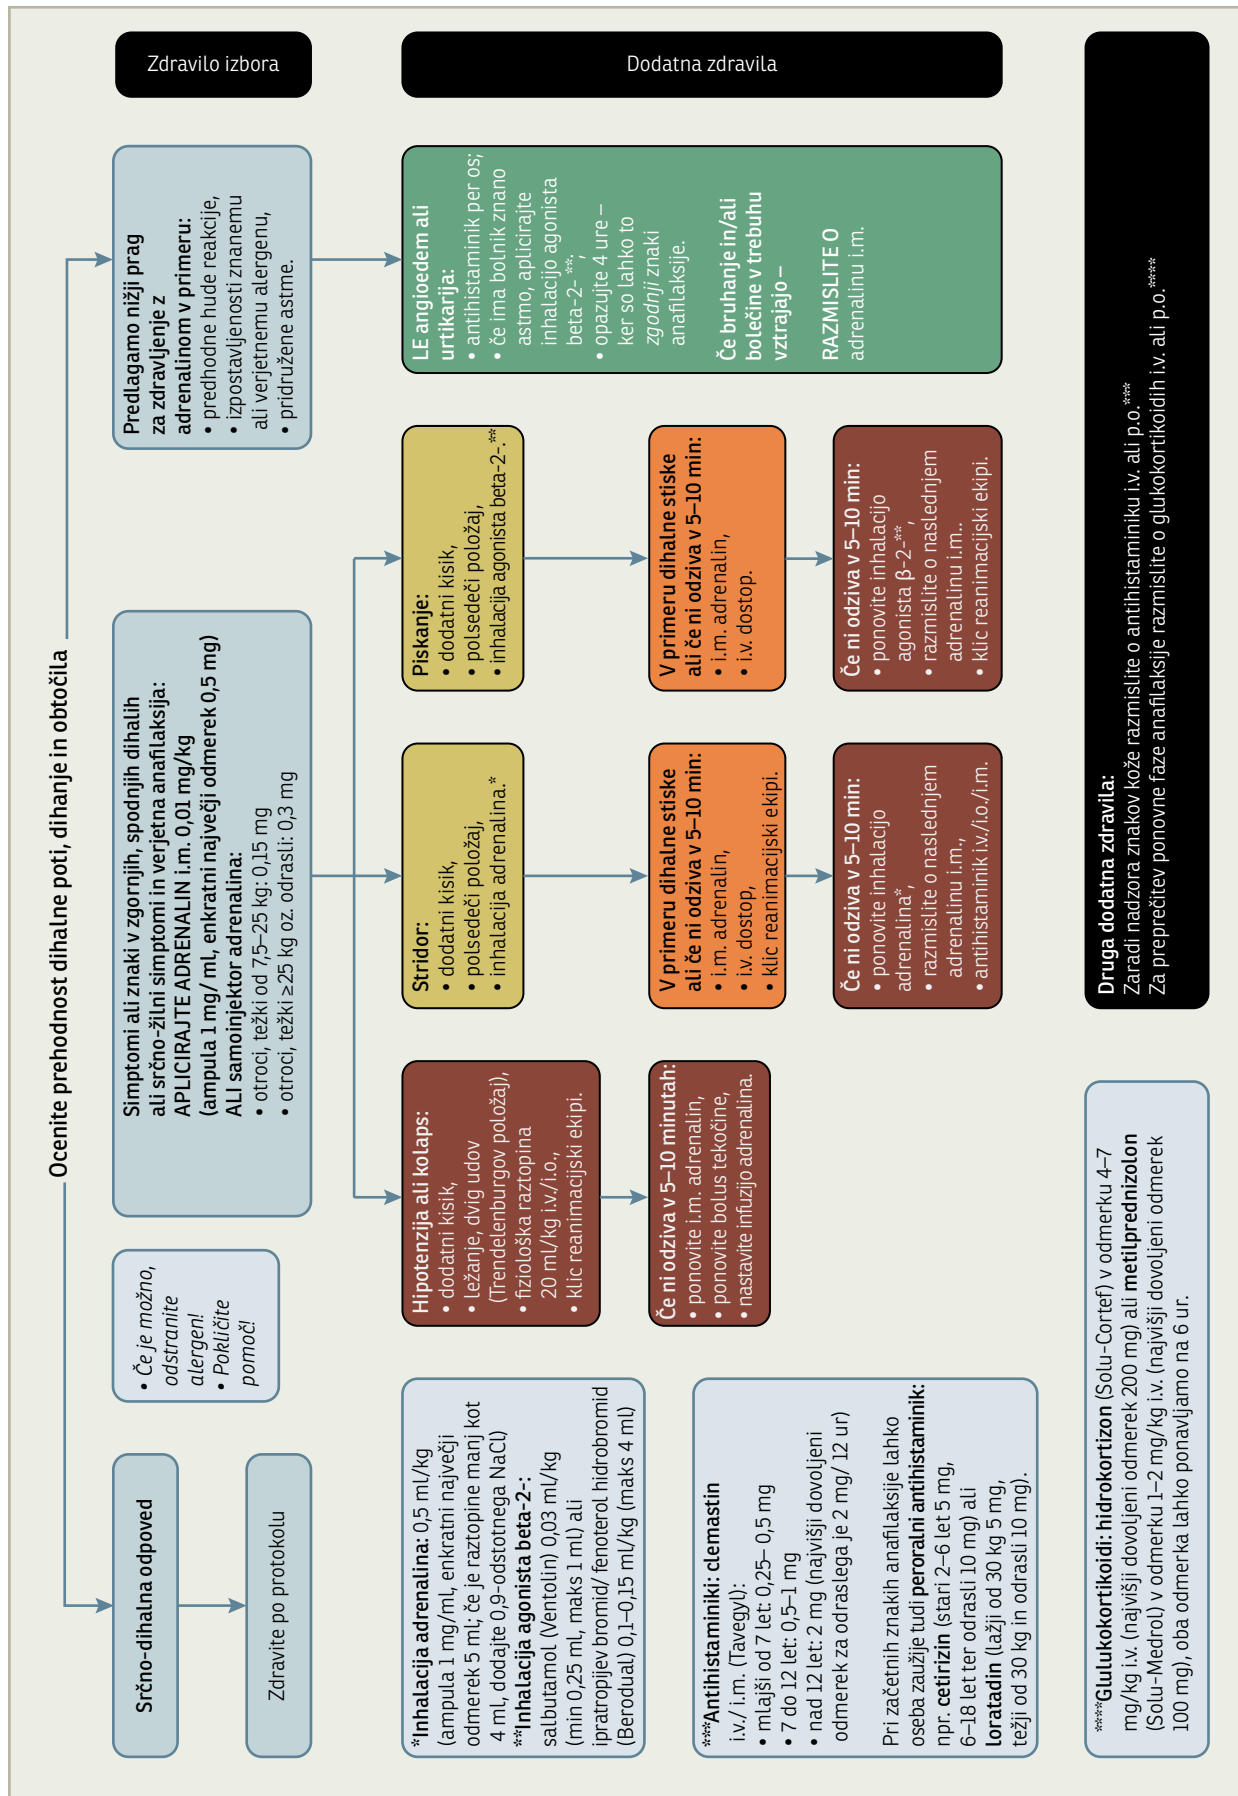 Ocenite prehodnost dihalne poti, dihanje in obtočila
Zdravilo izbora
Srčno-dihalna odpoved
Zdravite po protokolu
• Če je možno,
odstranite
alergen!
• Pokličite
pomoč!
Simptomi ali znaki v zgornjih, spodnjih dihalih
ali srčno-žilni simptomi in verjetna anafilaksija:
APLICIRAJTE ADRENALIN i.m. 0,01 mg/kg
(ampula 1 mg/ ml, enkratni največji odmerek 0,5 mg)
ALI samoinjektor adrenalina:
• otroci, težki od 7,5–25 kg: 0,15 mg
• otroci, težki ≥25 kg oz. odrasli: 0,3 mg
Predlagamo nižji prag
za zdravljenje z
adrenalinom v primeru:
• predhodne hude reakcije,
• izpostavljenosti znanemu
ali verjetnemu alergenu,
• pridružene astme.
Dodatna zdravila
Hipotenzija ali kolaps:
• dodatni kisik,
• ležanje, dvig udov
(Trendelenburgov položaj),
• fiziološka raztopina
20 ml/kg i.v./i.o.,
• klic reanimacijski ekipi.
Če ni odziva v 5–10 minutah:
• ponovite i.m. adrenalin,
• ponovite bolus tekočine,
• nastavite infuzijo adrenalina.
Stridor:
• dodatni kisik,
• polsedeči položaj,
• inhalacija adrenalina.*
V primeru dihalne stiske
ali če ni odziva v 5–10 min:
• i.m. adrenalin,
• i.v. dostop,
• klic reanimacijski ekipi.
Če ni odziva v 5–10 min:
• ponovite inhalacijo
adrenalina*,
• razmislite o naslednjem
adrenalinu i.m.,
• antihistaminik i.v./i.o./i.m.
Piskanje:
• dodatni kisik,
• polsedeči položaj,
• inhalacija agonista beta-2-.**
V primeru dihalne stiske
ali če ni odziva v 5–10 min:
• i.m. adrenalin,
• i.v. dostop.
Če ni odziva v 5–10 min:
• ponovite inhalacijo
agonista β-2-**,
• razmislite o naslednjem
adrenalinu i.m..
• klic reanimacijski ekipi.
LE angioedem ali
urtikarija:
• antihistaminik per os;
• če ima bolnik znano
astmo, aplicirajte
inhalacijo agonista
beta-2- **;
• opazujte 4 ure –
ker so lahko to
zgodnji znaki
anafilaksije.
Če bruhanje in/ali
bolečine v trebuhu
vztrajajo –
RAZMISLITE O
adrenalinu i.m.
*Inhalacija adrenalina: 0,5 ml/kg
(ampula 1 mg/ml, enkratni največji
odmerek 5 ml; če je raztopine manj kot
4 ml, dodajte 0,9-odstotnega NaCl)
**Inhalacija agonista beta-2-:
salbutamol (Ventolin) 0,03 ml/kg
(min 0,25 ml, maks 1 ml) ali
ipratropijev bromid/ fenoterol hidrobromid
(Berodual) 0,1–0,15 ml/kg (maks 4 ml)
***Antihistaminiki: clemastin
i.v./ i.m. (Tavegyl):
• mlajši od 7 let: 0,25– 0,5 mg
• 7 do 12 let: 0,5–1 mg
• nad 12 let: 2 mg (najvišji dovoljeni
odmerek za odraslega je 2 mg/ 12 ur)
Pri začetnih znakih anafilaksije lahko
oseba zaužije tudi peroralni antihistaminik:
npr. cetirizin (stari 2–6 let 5 mg,
6–18 let ter odrasli 10 mg) ali
loratadin (lažji od 30 kg 5 mg,
težji od 30 kg in odrasli 10 mg).
****Glulukokortikoidi: hidrokortizon (Solu-Cortef) v odmerku 4–7
mg/kg i.v. (najvišji dovoljeni odmerek 200 mg) ali metilprednizolon
(Solu-Medrol) v odmerku 1–2 mg/kg i.v. (najvišji dovoljeni odmerek
100 mg), oba odmerka lahko ponavljamo na 6 ur.
Druga dodatna zdravila:
Zaradi nadzora znakov kože razmislite o antihistaminiku i.v. ali p.o.***
Za preprečitev ponovne faze anafilaksije razmislite o glukokortikoidih i.v. ali p.o.****